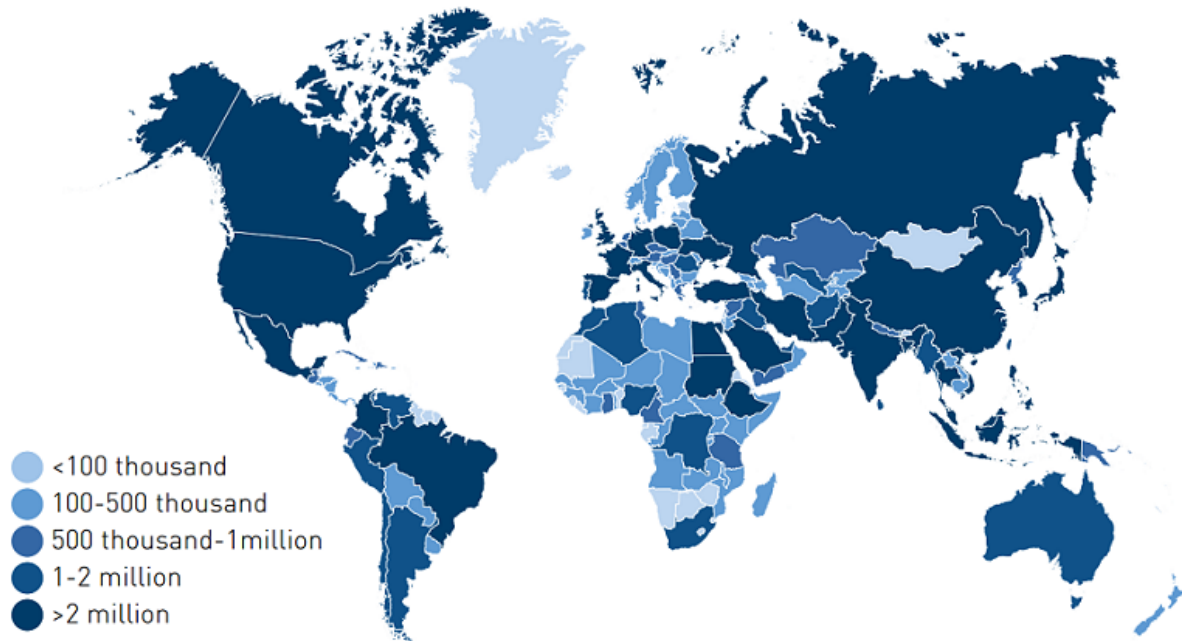 <100 thousand
100-500 thousand
500 thousand-1million
1-2 million
>2 million